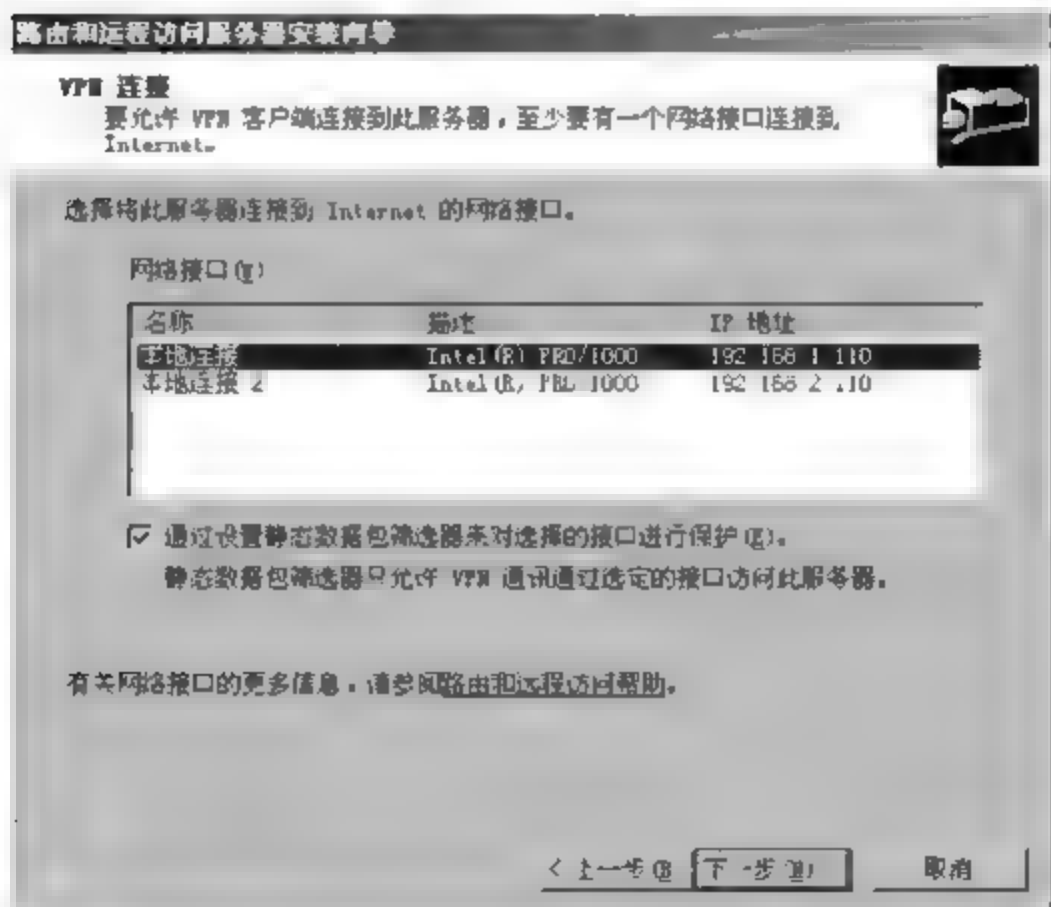 路由和远程访问服务器安装向导
VPN 连接
要允许 VPN 客户端连接到此服务器，至少要有一个网络接口连接到
Internet。
选择将此服务器连接到 Internet 的网络接口。
网络接口
名称 描述 IP 地址
本地连接 Intel(R) PRO/1000 192.168.1.110
本地连接 2 Intel(R) PRO/1000 192.168.2.110
通过设置静态数据包筛选器来对选择的接口进行保护(E)。
静态数据包筛选器只允许 VPN 通讯通过选定的接口访问此服务器。
有关网络接口的更多信息，请参阅路由和远程访问帮助。
< 上一步(B) 下一步(N) 取消